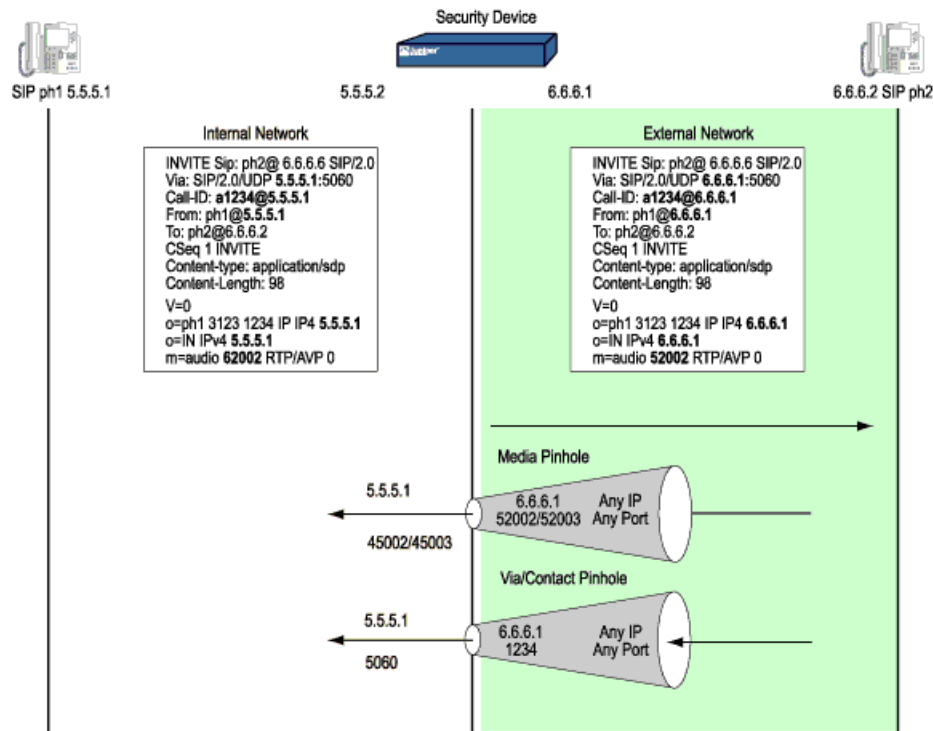 Security Device
Juniper
SIP ph1 5.5.5.1
5.5.5.2
6.6.6.1
6.6.6.2 SIP ph2
Internal Network
INVITE Sip: ph2@ 6.6.6.6 SIP/2.0
Via: SIP/2.0/UDP 5.5.5.1:5060
Call-ID: a1234@5.5.5.1
From: ph1@5.5.5.1
To: ph2@6.6.6.2
CSeq 1 INVITE
Content-type: application/sdp
Content-Length: 98
V=0
o=ph1 3123 1234 IP IP4 5.5.5.1
o=IN IPv4 5.5.5.1
m=audio 62002 RTP/AVP 0
External Network
INVITE Sip: ph2@ 6.6.6.6 SIP/2.0
Via: SIP/2.0/UDP 6.6.6.1:5060
Call-ID: a1234@6.6.6.1
From: ph1@6.6.6.1
To: ph2@6.6.6.2
CSeq 1 INVITE
Content-type: application/sdp
Content-Length: 98
V=0
o=ph1 3123 1234 IP IP4 6.6.6.1
o=IN IPv4 6.6.6.1
m=audio 52002 RTP/AVP 0
Media Pinhole
5.5.5.1
45002/45003
6.6.6.1
52002/52003
Any IP
Any Port
Via/Contact Pinhole
5.5.5.1
5060
6.6.6.1
1234
Any IP
Any Port